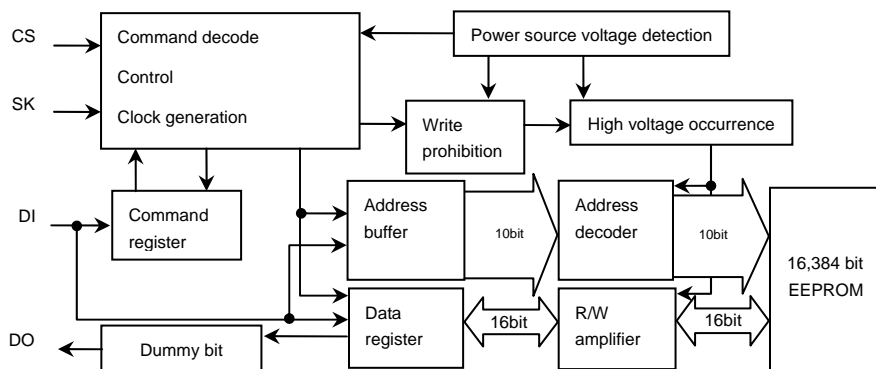 CS
Command decode
Control
Clock generation
SK
Power source voltage detection
Write
prohibition
High voltage occurrence
DI
Command
register
Address
buffer
10bit
Address
decoder
10bit
16,384 bit
EEPROM
Data
register
16bit
R/W
amplifier
16bit
DO
Dummy bit